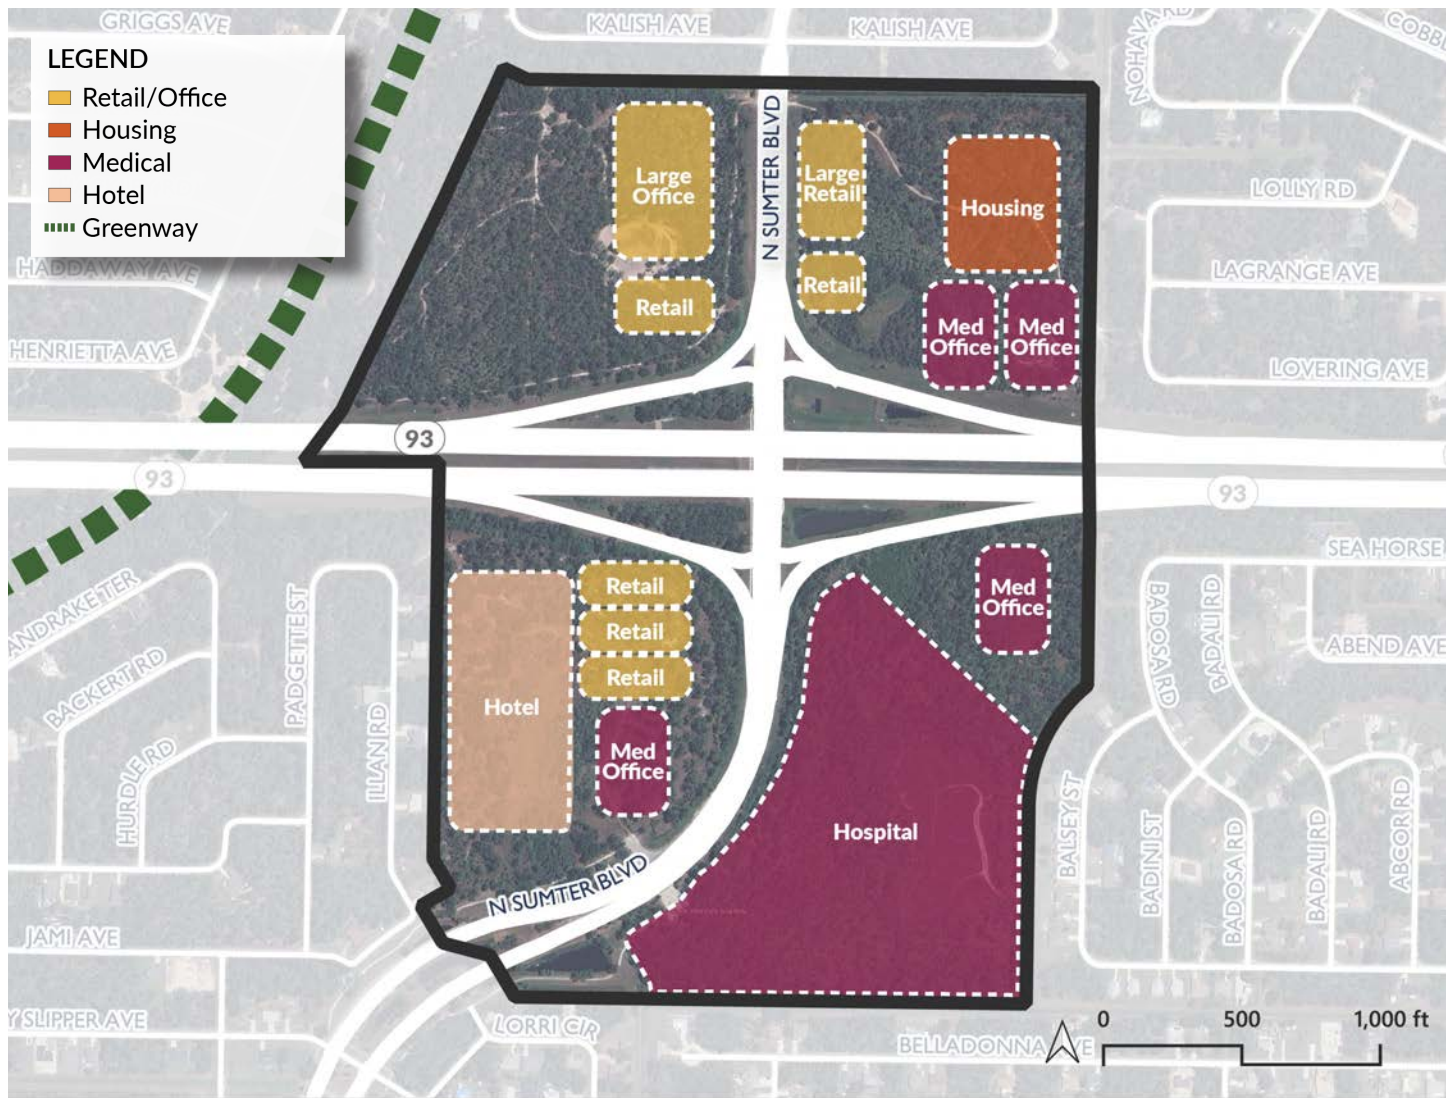 GRIGGS AVE
KALISH AVE
KALISH AVE
LEGEND
Retail/Office
Housing
Medical
Hotel
Greenway
HADDAWAY AVE
HENRIETTA AVE
N SUMTER BLVD
Large
Office
Retail
Large
Retail
Retail
Housing
Med
Office
Med
Office
LOLLY RD
LAGRANGE AVE
LOVERING AVE
93
93
93
SEA HORSE
ANDRAKE TER
BACKERT RD
HURDLE RD
PADGETTE ST
ILLAN RD
Hotel
Retail
Retail
Retail
Med
Office
Med
Office
Hospital
N SUMTER BLVD
BADOSA RD
BADALI RD
ABEND AVE
BALSEY ST
BADINI ST
BADOSA RD
BADALI RD
ABCOR RD
JAMI AVE
Y SLIPPER AVE
LORRI CIR
BELLADONNA
0 500 1,000 ft